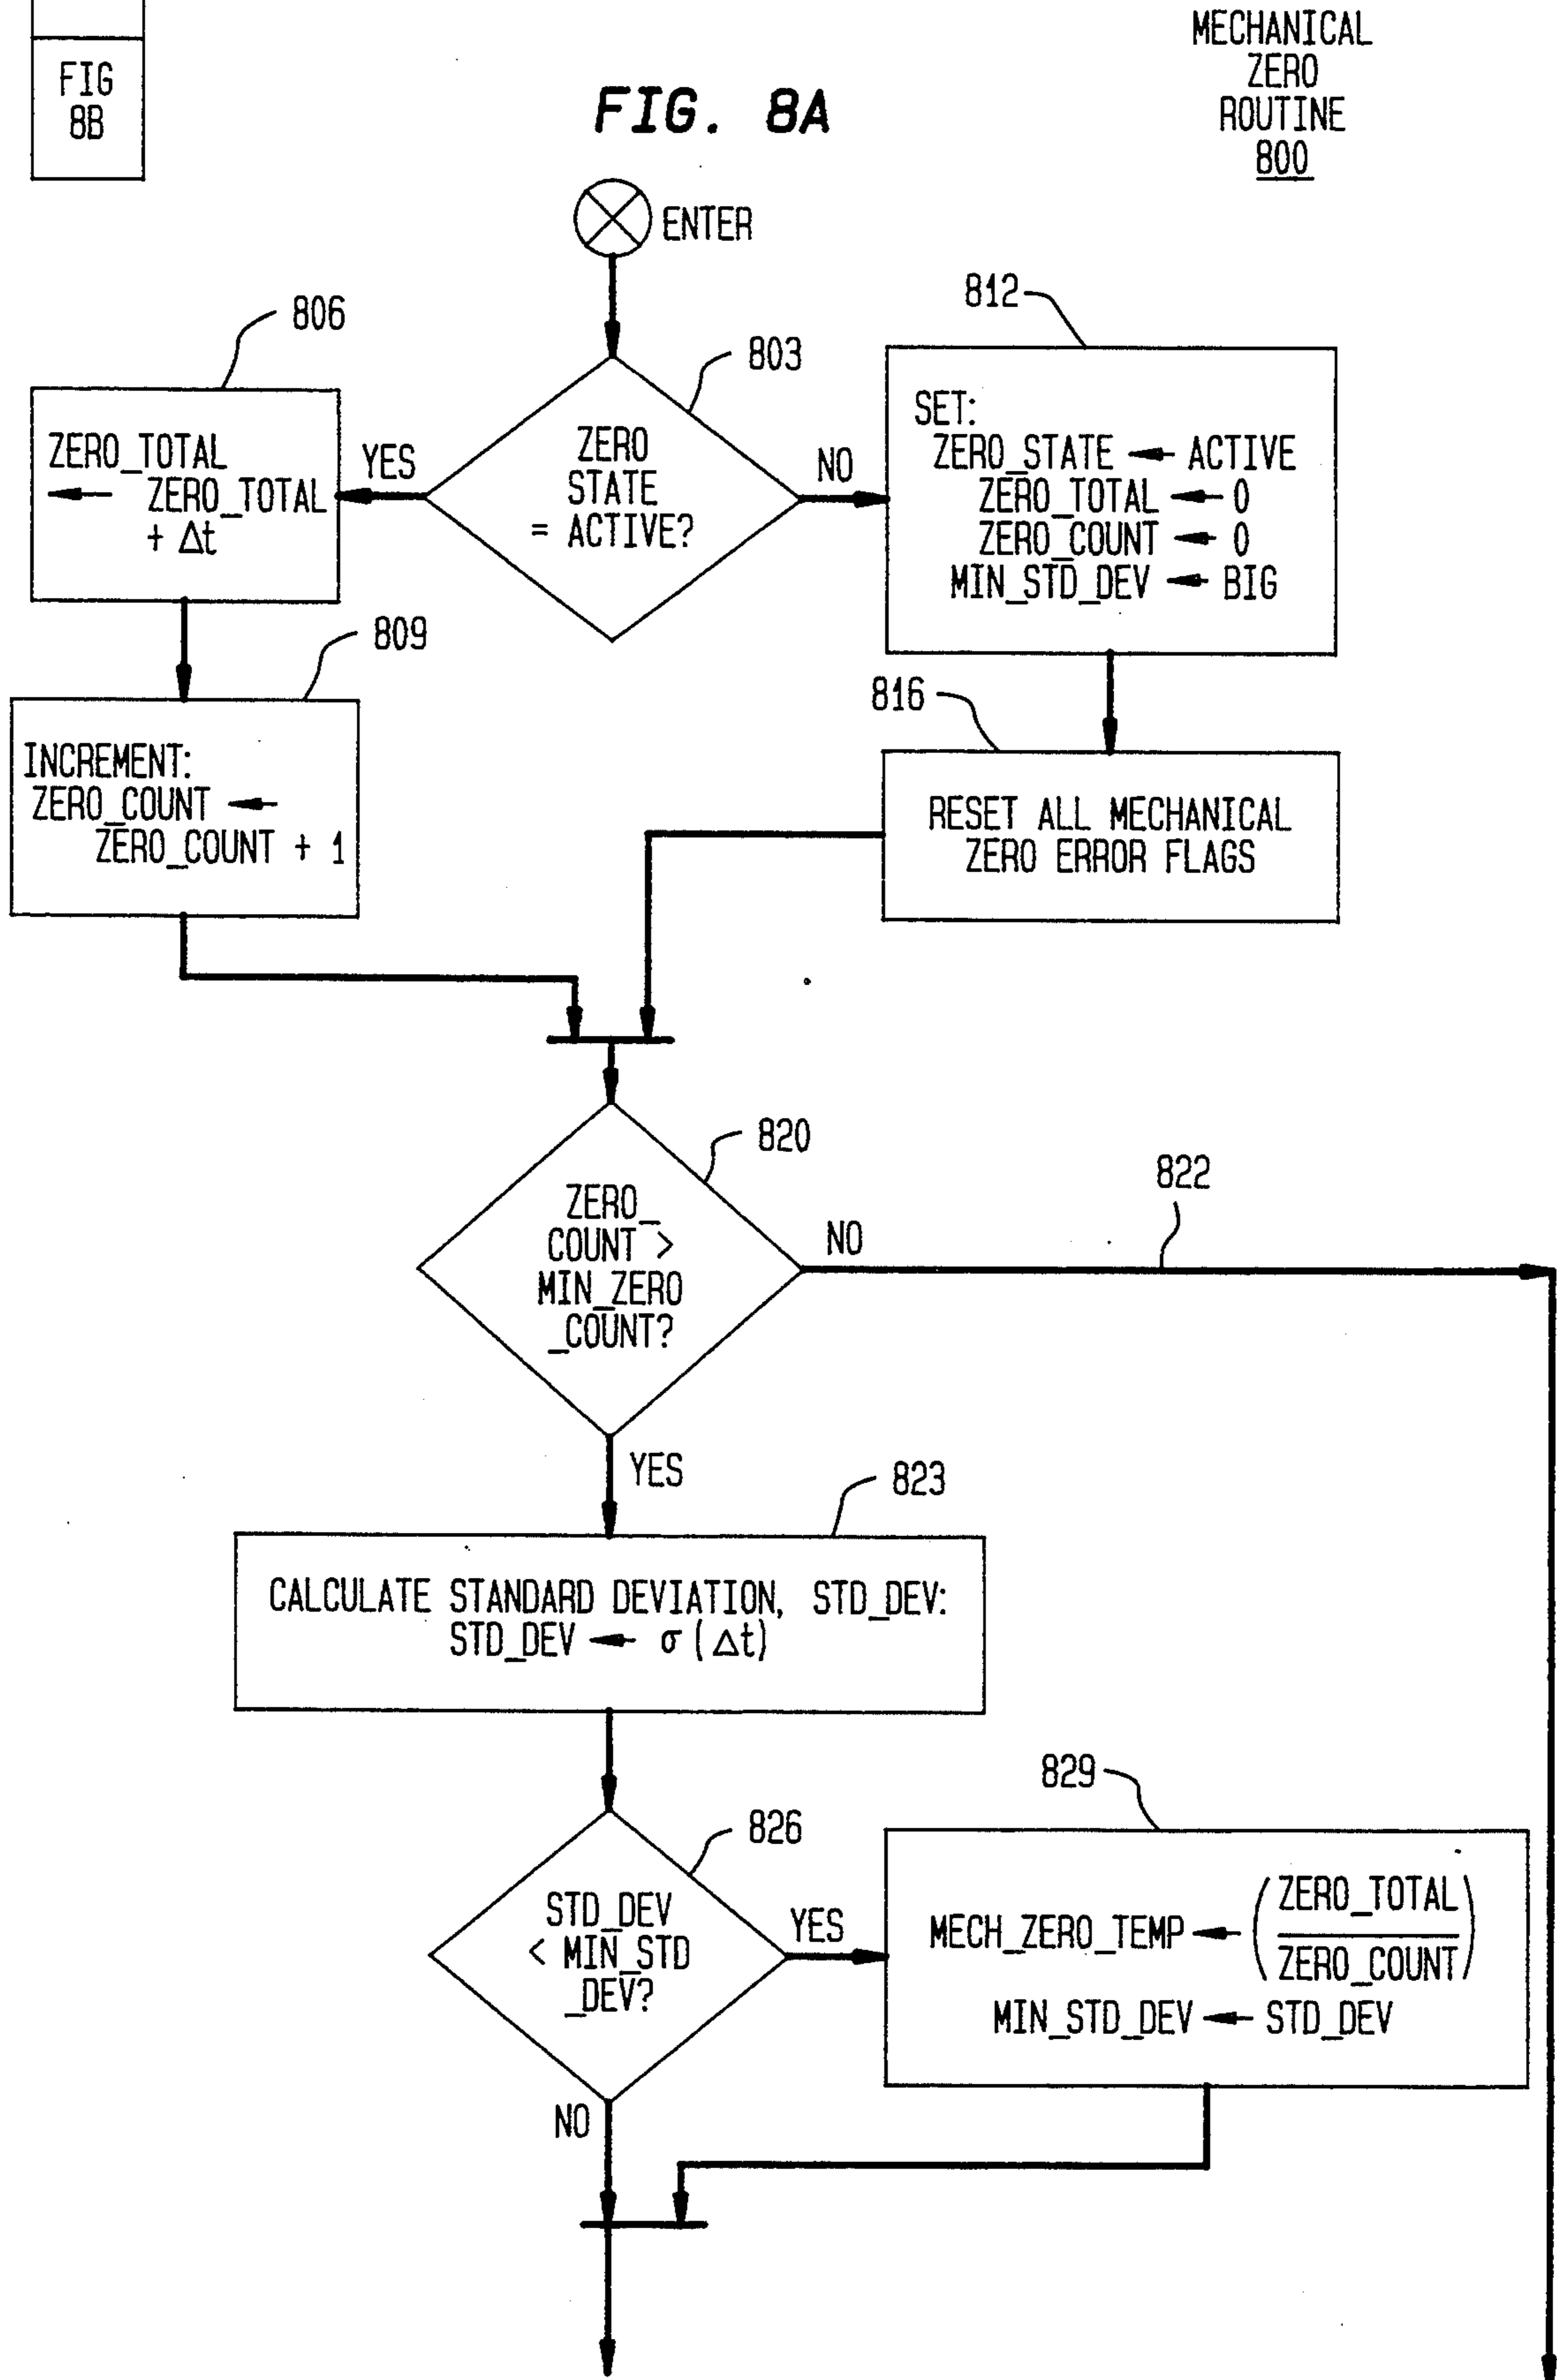 FIG
8B
FIG. 8A
MECHANICAL
ZERO
ROUTINE
800
ENTER
806
803
812
ZERO_TOTAL
← ZERO_TOTAL
+ Δt
YES
ZERO
STATE
= ACTIVE?
NO
SET:
ZERO_STATE ← ACTIVE
ZERO_TOTAL ← 0
ZERO_COUNT ← 0
MIN_STD_DEV ← BIG
809
816
INCREMENT:
ZERO_COUNT ←
ZERO_COUNT + 1
RESET ALL MECHANICAL
ZERO ERROR FLAGS
820
822
ZERO_
COUNT >
MIN_ZERO
_COUNT?
NO
YES
823
CALCULATE STANDARD DEVIATION, STD_DEV:
STD_DEV ← σ (Δt)
826
829
STD_DEV
< MIN_STD
_DEV?
YES
NO
MECH_ZERO_TEMP ← (ZERO_TOTAL
ZERO_COUNT)
MIN_STD_DEV ← STD_DEV